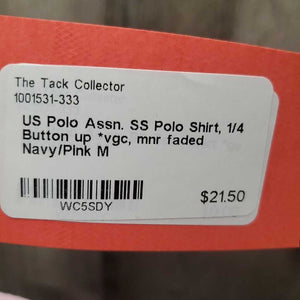 The Tack Collector
1001531-333
US Polo Assn. SS Polo Shirt, 1/4
Button up *vgc, mnr faded
Navy/Pink M
WC5SDY
$21.50